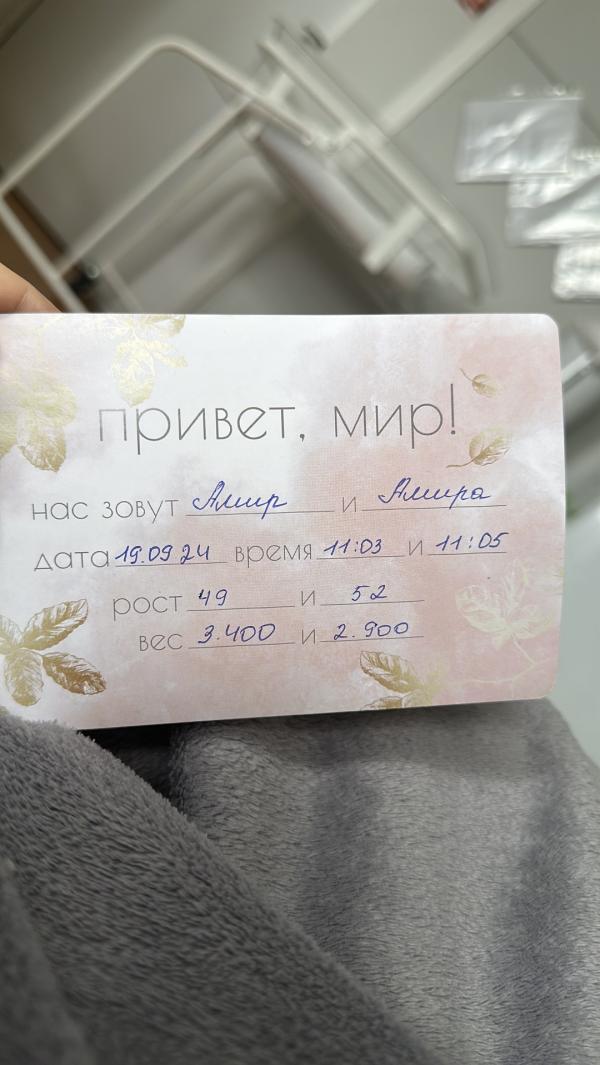 привет, мир!
нас зовут Амир и Амира
дата 19.09 24 время 11:03 и 11:05
рост 49 и 52
вес 3.400 и 2.900